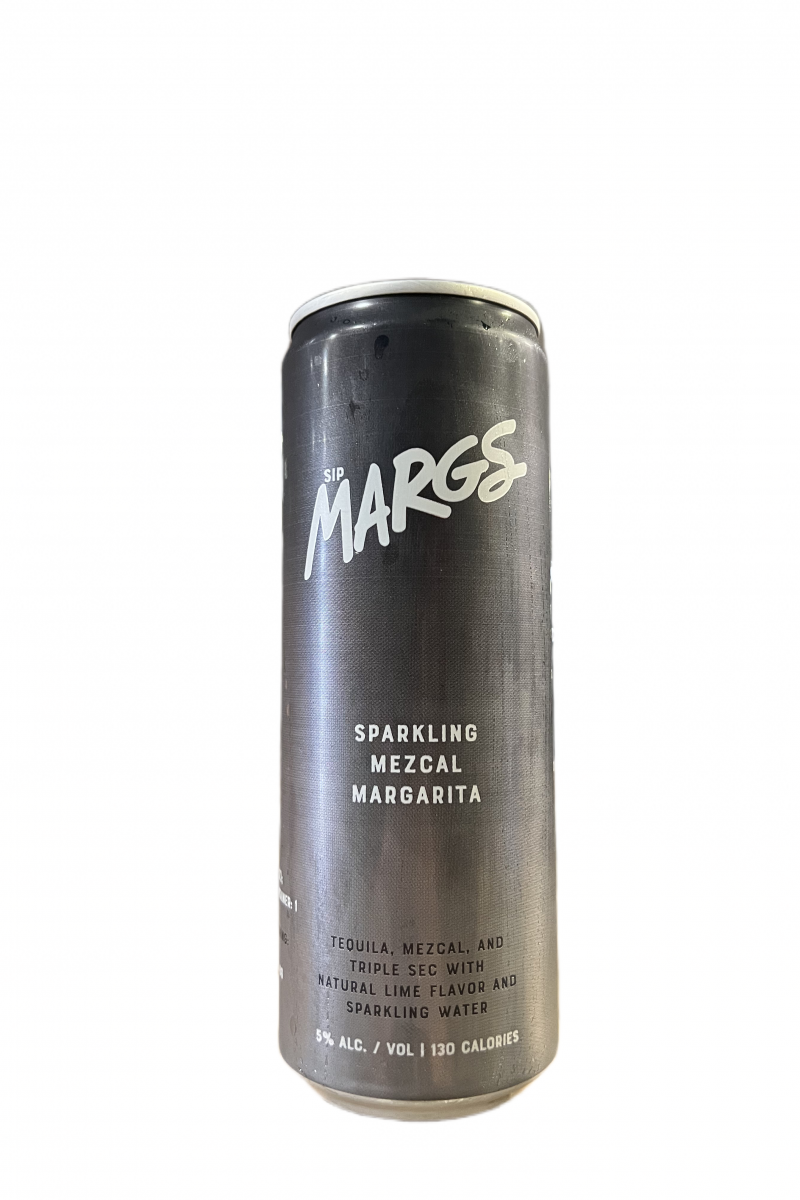 SIP
MARGS
SPARKLING
MEZCAL
MARGARITA
TEQUILA, MEZCAL, AND
TRIPLE SEC WITH
NATURAL LIME FLAVOR AND
SPARKLING WATER
5% ALC. / VOL | 130 CALORIES